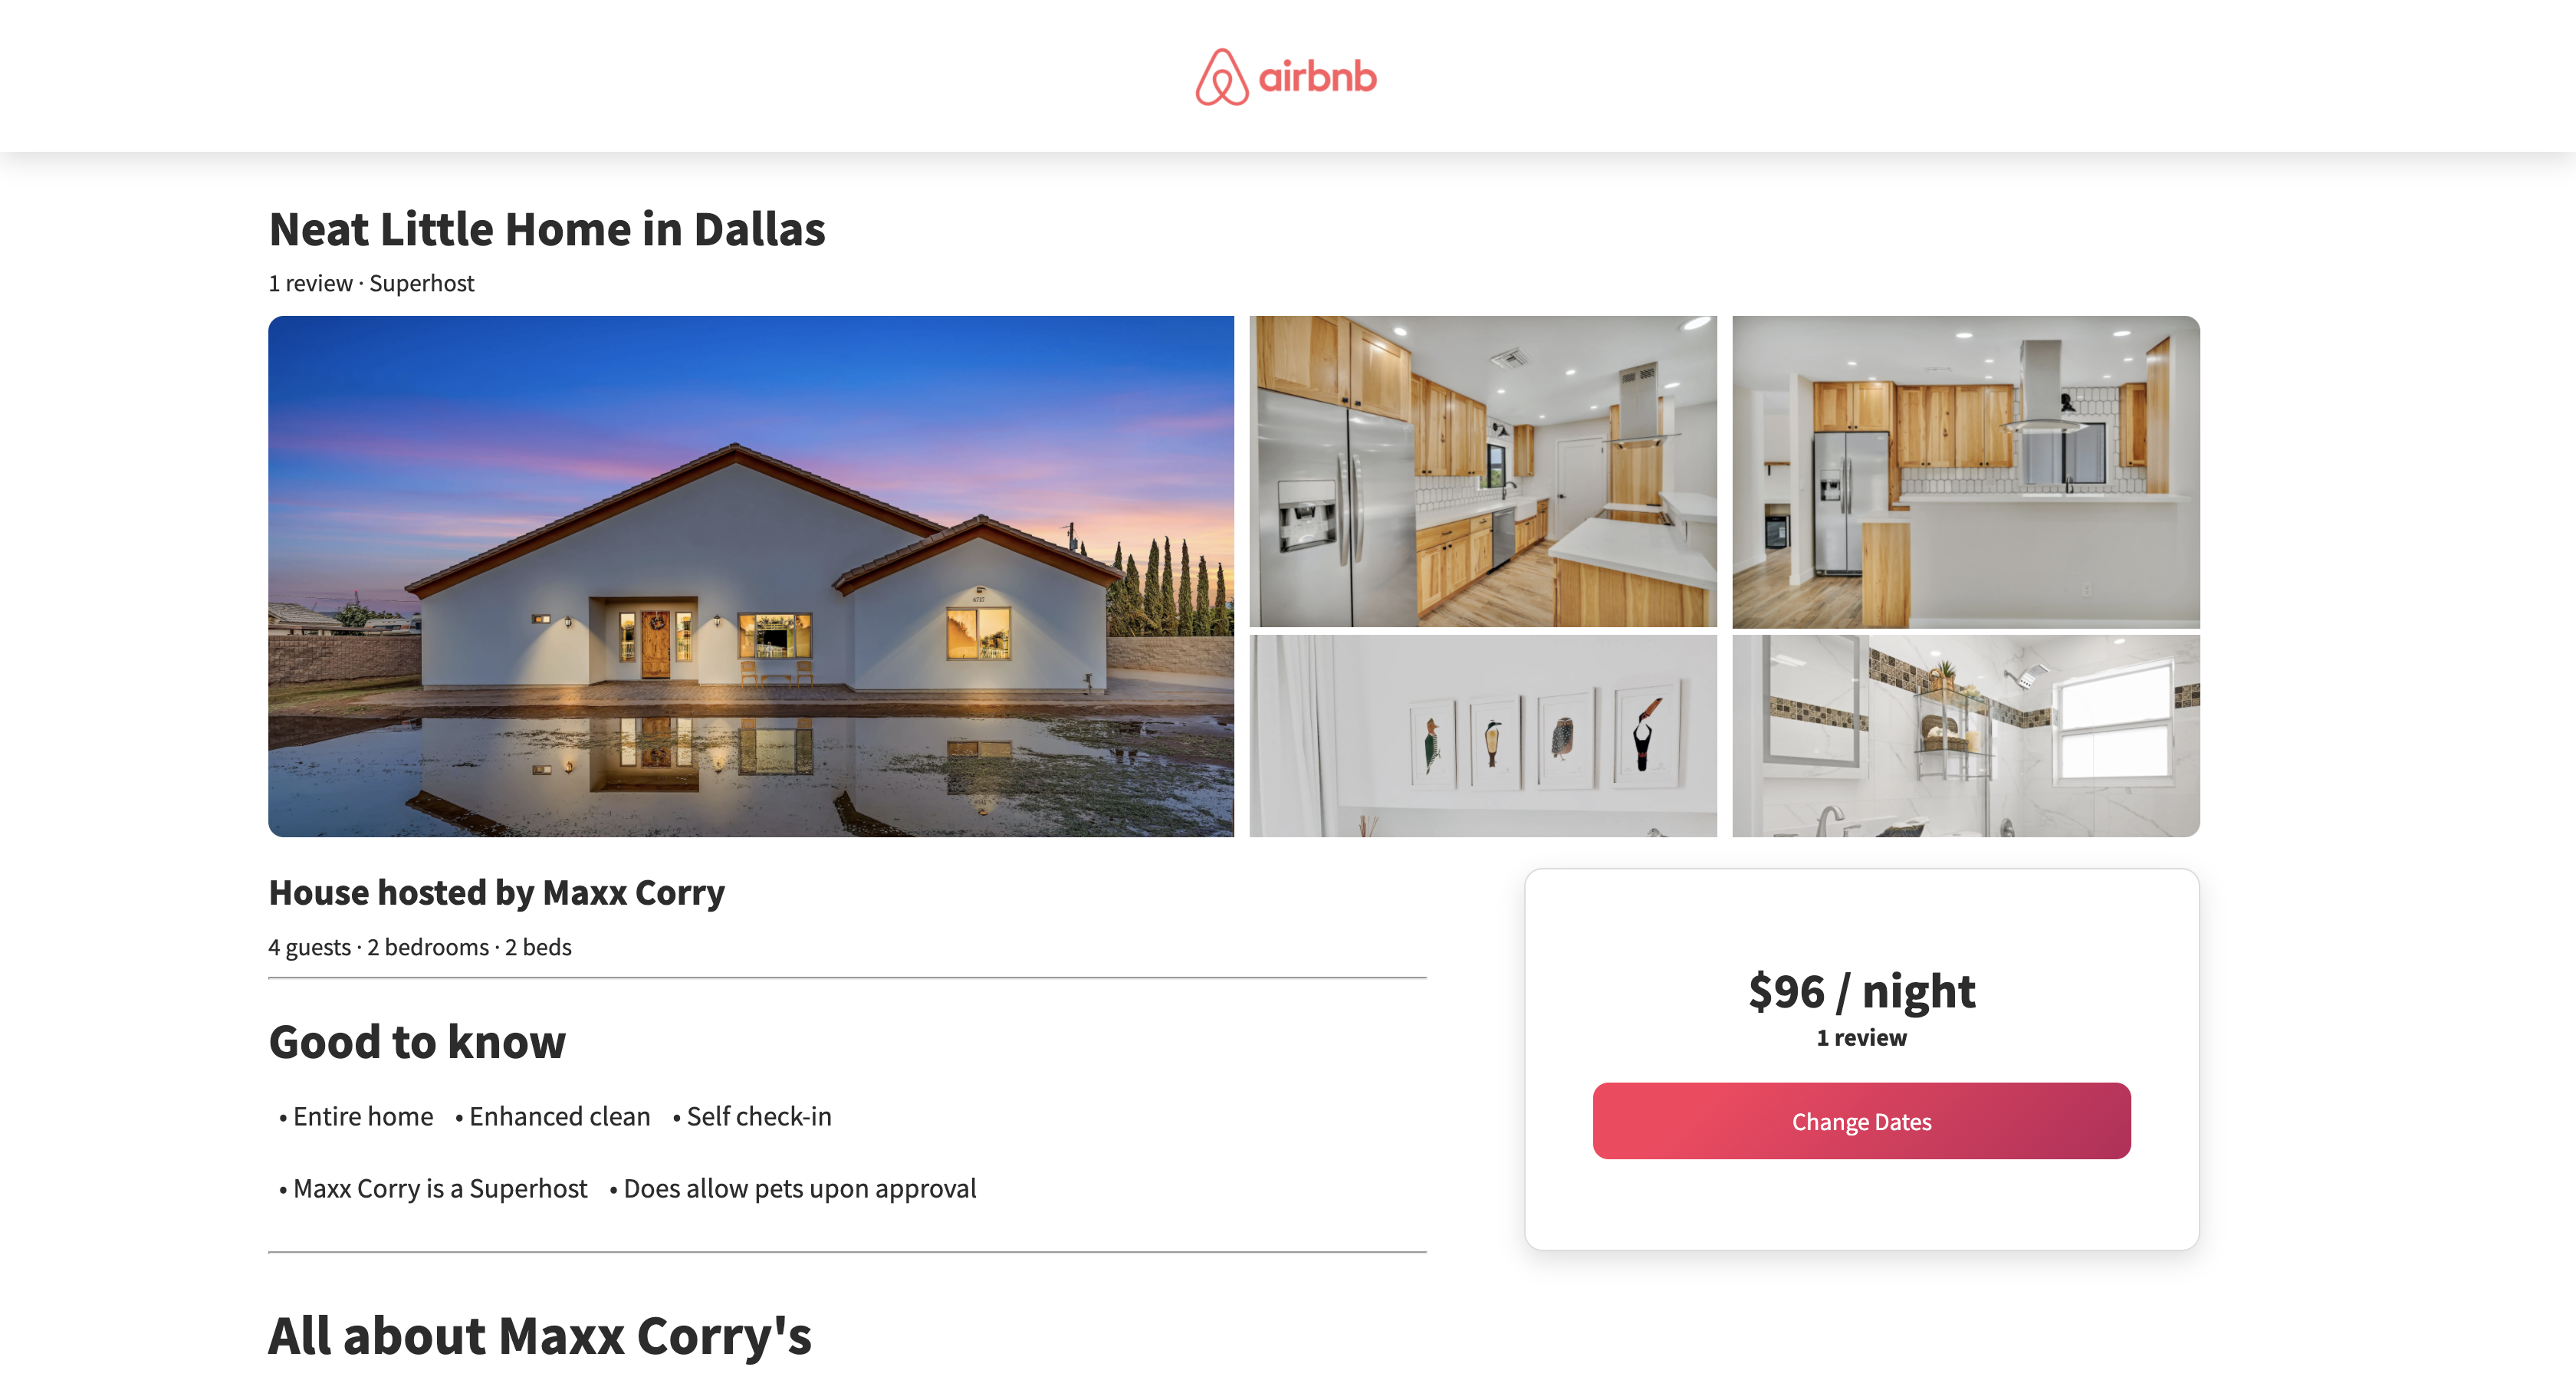 airbnb
Neat Little Home in Dallas
1 review · Superhost
House hosted by Maxx Corry
4 guests · 2 bedrooms · 2 beds
Good to know
• Entire home • Enhanced clean • Self check-in
• Maxx Corry is a Superhost • Does allow pets upon approval
$96 / night
1 review
Change Dates
All about Maxx Corry's